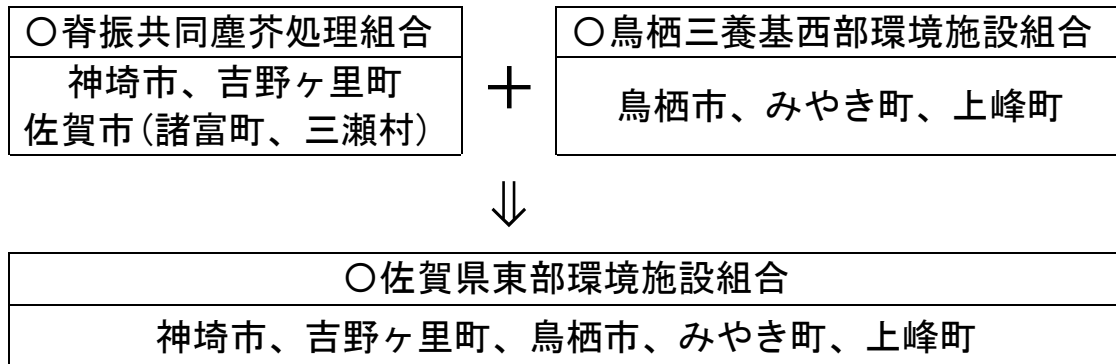 〇脊振共同塵芥処理組合
神埼市、吉野ヶ里町
佐賀市(諸富町、三瀬村)
＋
〇鳥栖三養基西部環境施設組合
鳥栖市、みやき町、上峰町
⇓
〇佐賀県東部環境施設組合
神埼市、吉野ヶ里町、鳥栖市、みやき町、上峰町